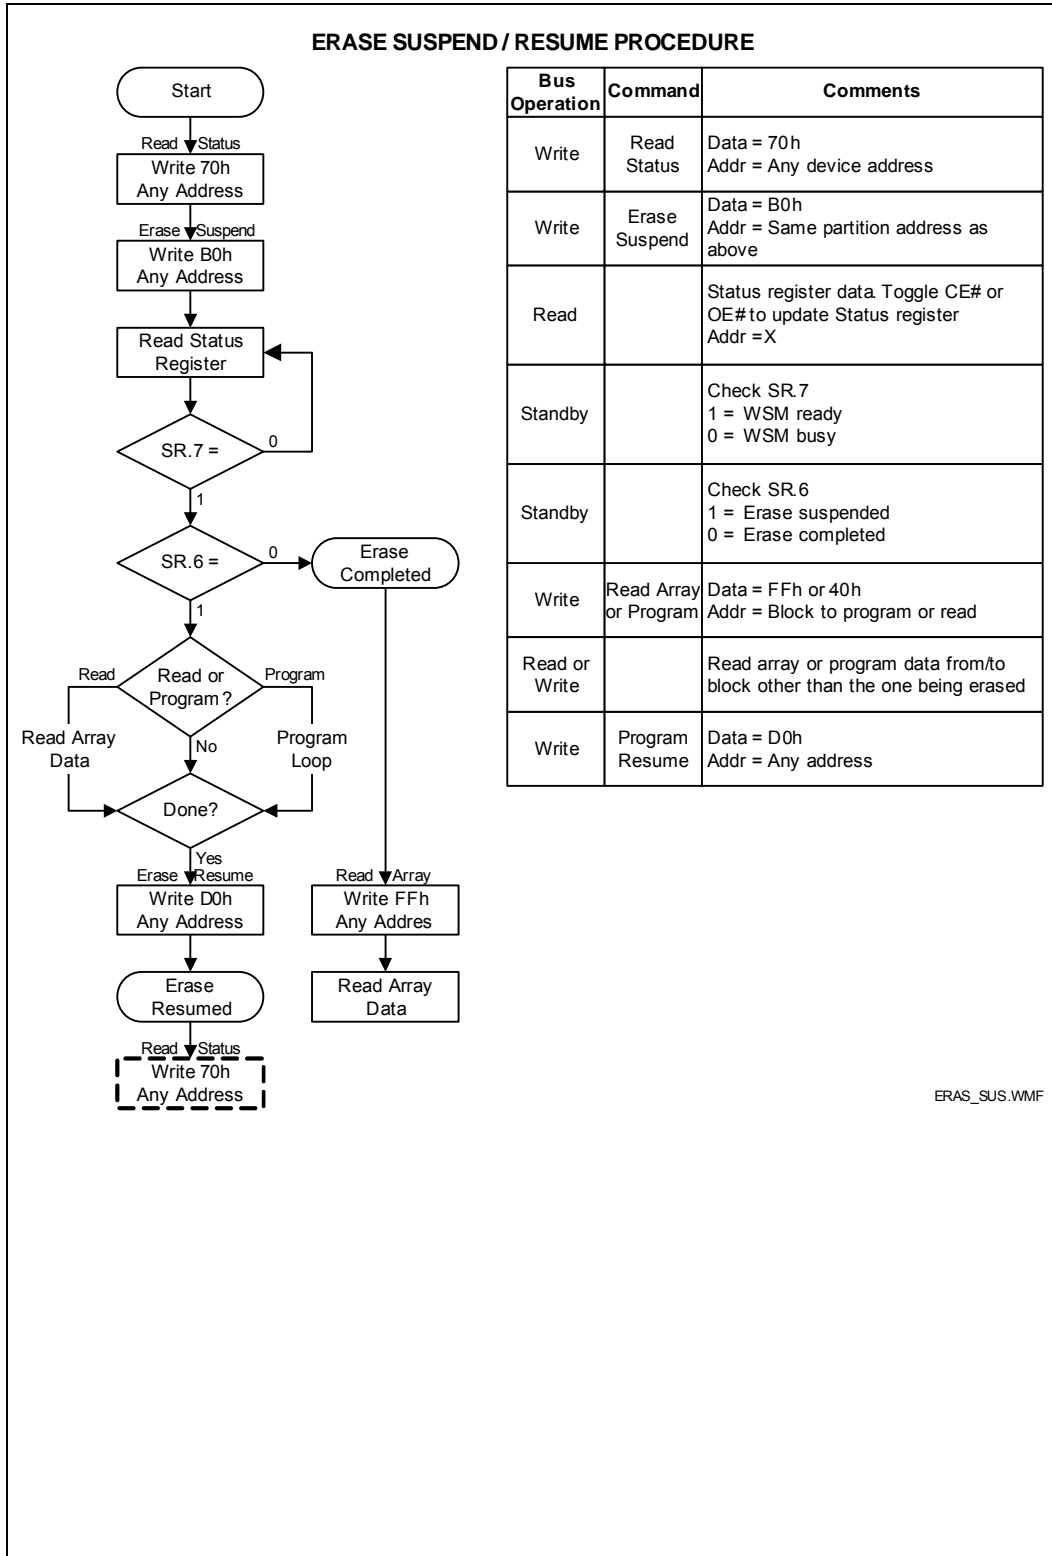 ERASE SUSPEND / RESUME PROCEDURE
Start
Read Status
Write 70h
Any Address
Erase Suspend
Write B0h
Any Address
Read Status
Register
SR.7 =
0
1
SR.6 =
0
Erase
Completed
1
Read
Read or
Program ?
Program
Read Array
Data
No
Program
Loop
Done?
Yes
Erase Resume
Write D0h
Any Address
Read Array
Write FFh
Any Addres
Erase
Resumed
Read Array
Data
Read Status
Write 70h
Any Address
Bus
Operation
Command
Comments
Write
Read
Status
Data = 70h
Addr = Any device address
Write
Erase
Suspend
Data = B0h
Addr = Same partition address as
above
Read
Status register data. Toggle CE# or
OE# to update Status register
Addr = X
Standby
Check SR.7
1 = WSM ready
0 = WSM busy
Standby
Check SR.6
1 = Erase suspended
0 = Erase completed
Write
Read Array
or Program
Data = FFh or 40h
Addr = Block to program or read
Read or
Write
Read array or program data from/to
block other than the one being erased
Write
Program
Resume
Data = D0h
Addr = Any address
ERAS_SUS.WMF